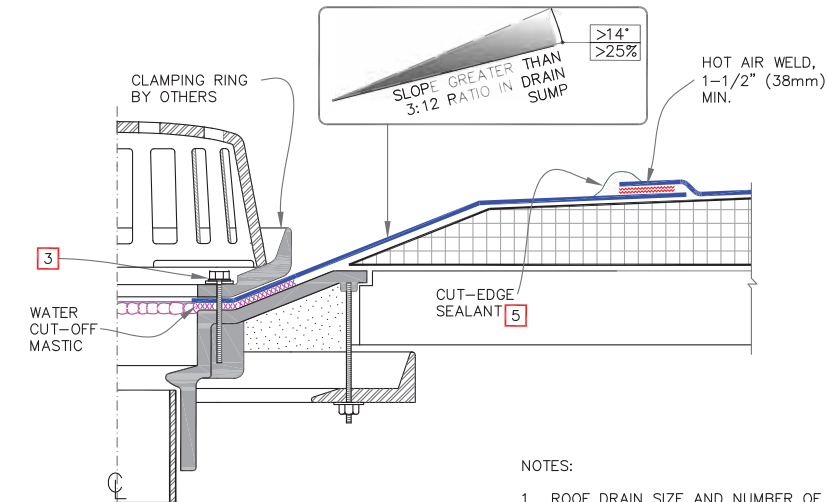 CLAMPING RING
BY OTHERS
SLOPE GREATER THAN
3:12 RATIO IN DRAIN
SUMP
>14°
>25%
HOT AIR WELD,
1-1/2" (38mm)
MIN.
3
WATER
CUT-OFF
MASTIC
CUT-EDGE
SEALANT 5
NOTES:
1. ROOF DRAIN SIZE AND NUMBER OF